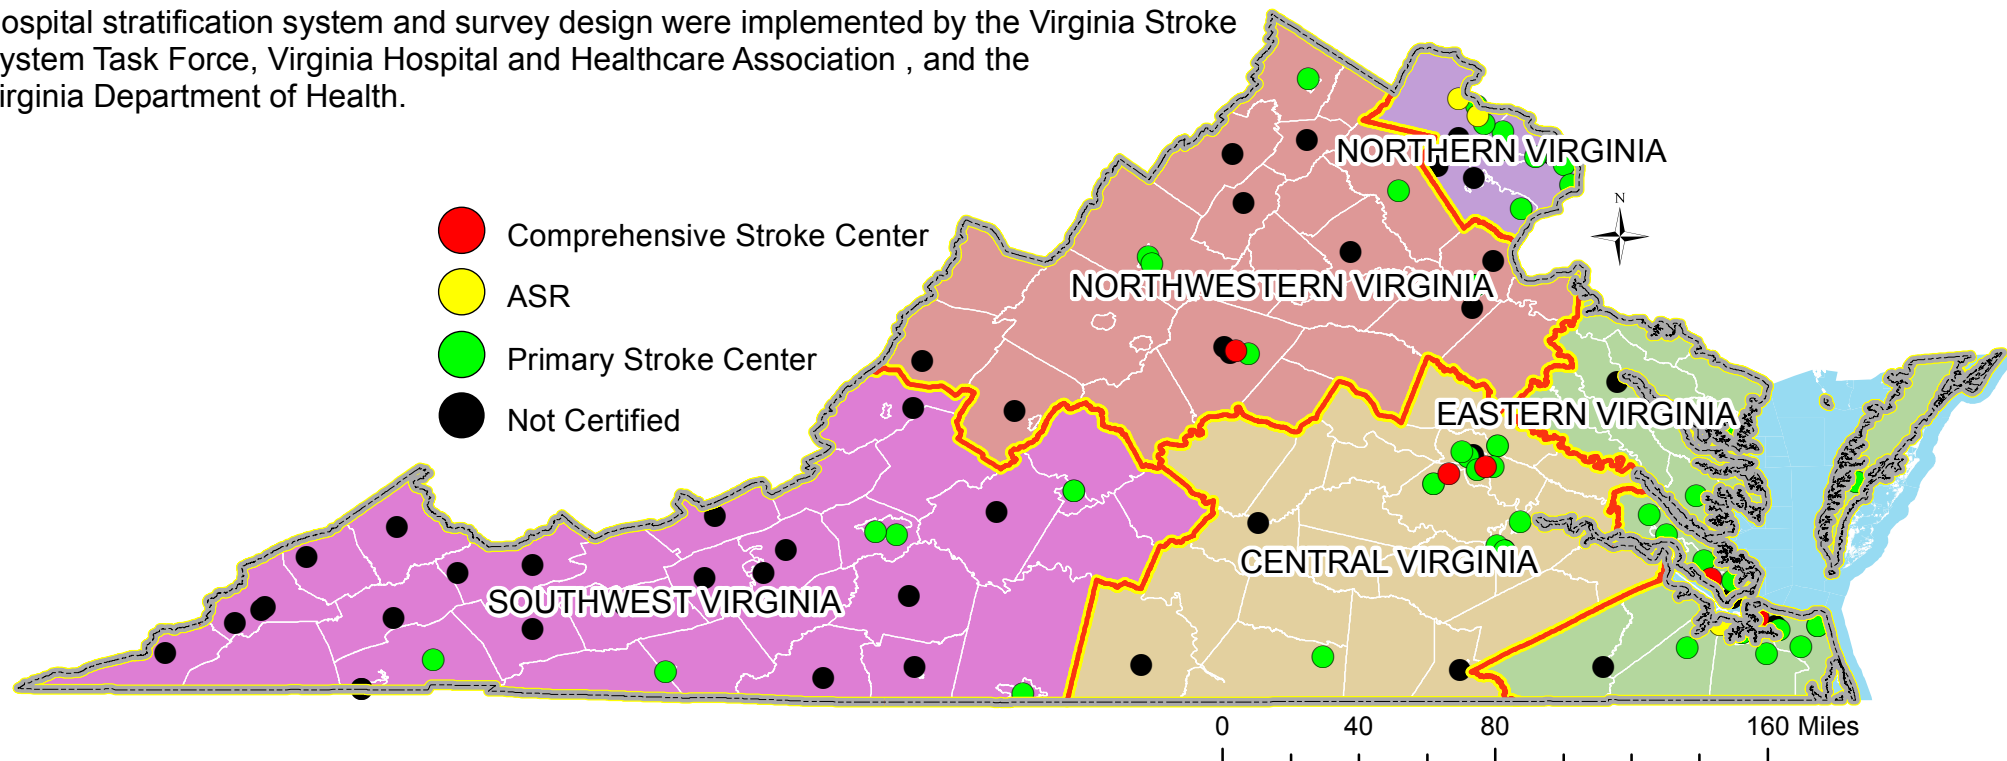 ospital stratification system and survey design were implemented by the Virginia Stroke
ystem Task Force, Virginia Hospital and Healthcare Association , and the
irginia Department of Health.
NORTHERN VIRGINIA
N
Comprehensive Stroke Center
ASR
Primary Stroke Center
Not Certified
NORTHWESTERN VIRGINIA
EASTERN VIRGINIA
CENTRAL VIRGINIA
SOUTHWEST VIRGINIA
0 40 80 160 Miles